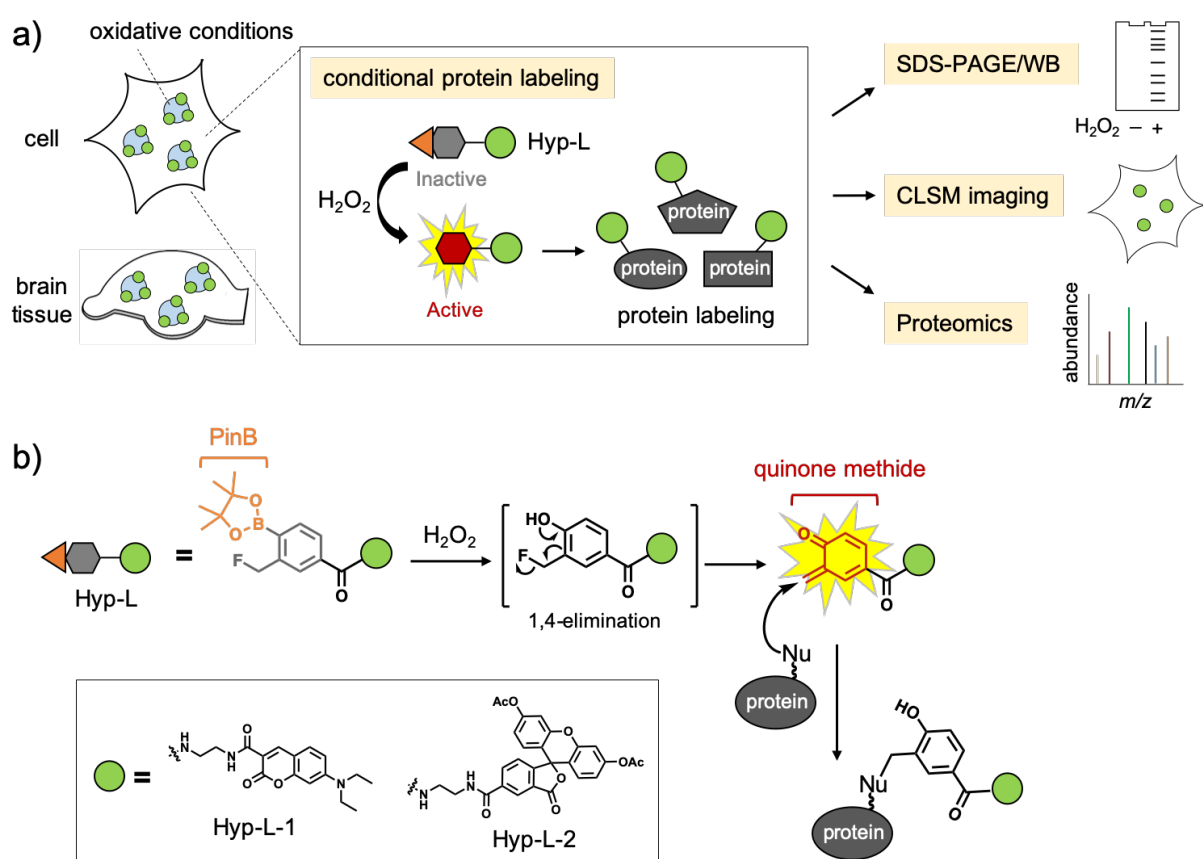 a)
oxidative conditions
cell
brain
tissue
conditional protein labeling
Hyp-L
Inactive
H₂O₂
Active
protein
protein
protein
protein labeling
SDS-PAGE/WB
H₂O₂ − +
CLSM imaging
Proteomics
abundance
m/z
b)
PinB
O
B
O
F
O
Hyp-L
=
H₂O₂
HO
F
O
1,4-elimination
quinone methide
O
O
Nu
protein
HO
Nu
O
protein
=
H
N
O
N
H
O
O
N
Hyp-L-1
AcO
O
OAc
O
O
N
H
H
N
O
Hyp-L-2